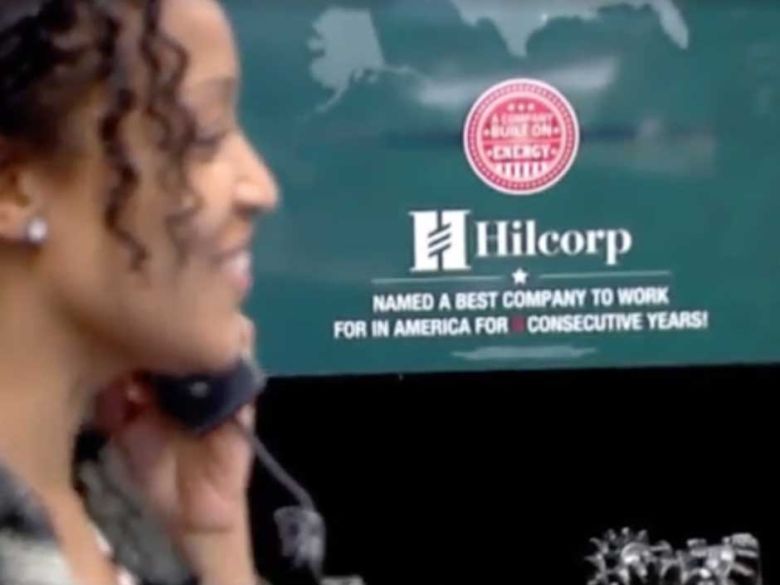 A COMPANY
BUILT ON
ENERGY
H Hilcorp
NAMED A BEST COMPANY TO WORK
FOR IN AMERICA FOR CONSECUTIVE YEARS!